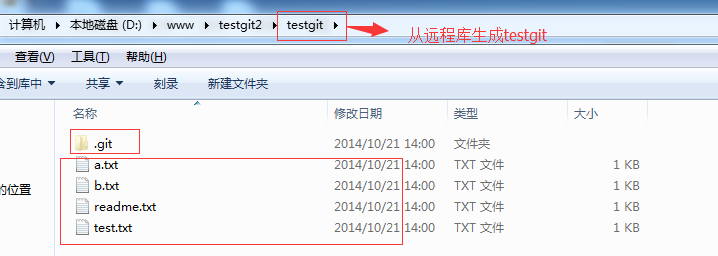 计算机 本地磁盘 (D:) www testgit2 testgit
从远程库生成testgit
查看(V) 工具(T) 帮助(H)
含到库中 共享 刻录 新建文件夹
名称 修改日期 类型 大小
.git 2014/10/21 14:00 文件夹
a.txt 2014/10/21 14:00 TXT 文件 1 KB
b.txt 2014/10/21 14:00 TXT 文件 1 KB
的位置
readme.txt 2014/10/21 14:00 TXT 文件 1 KB
test.txt 2014/10/21 14:00 TXT 文件 1 KB